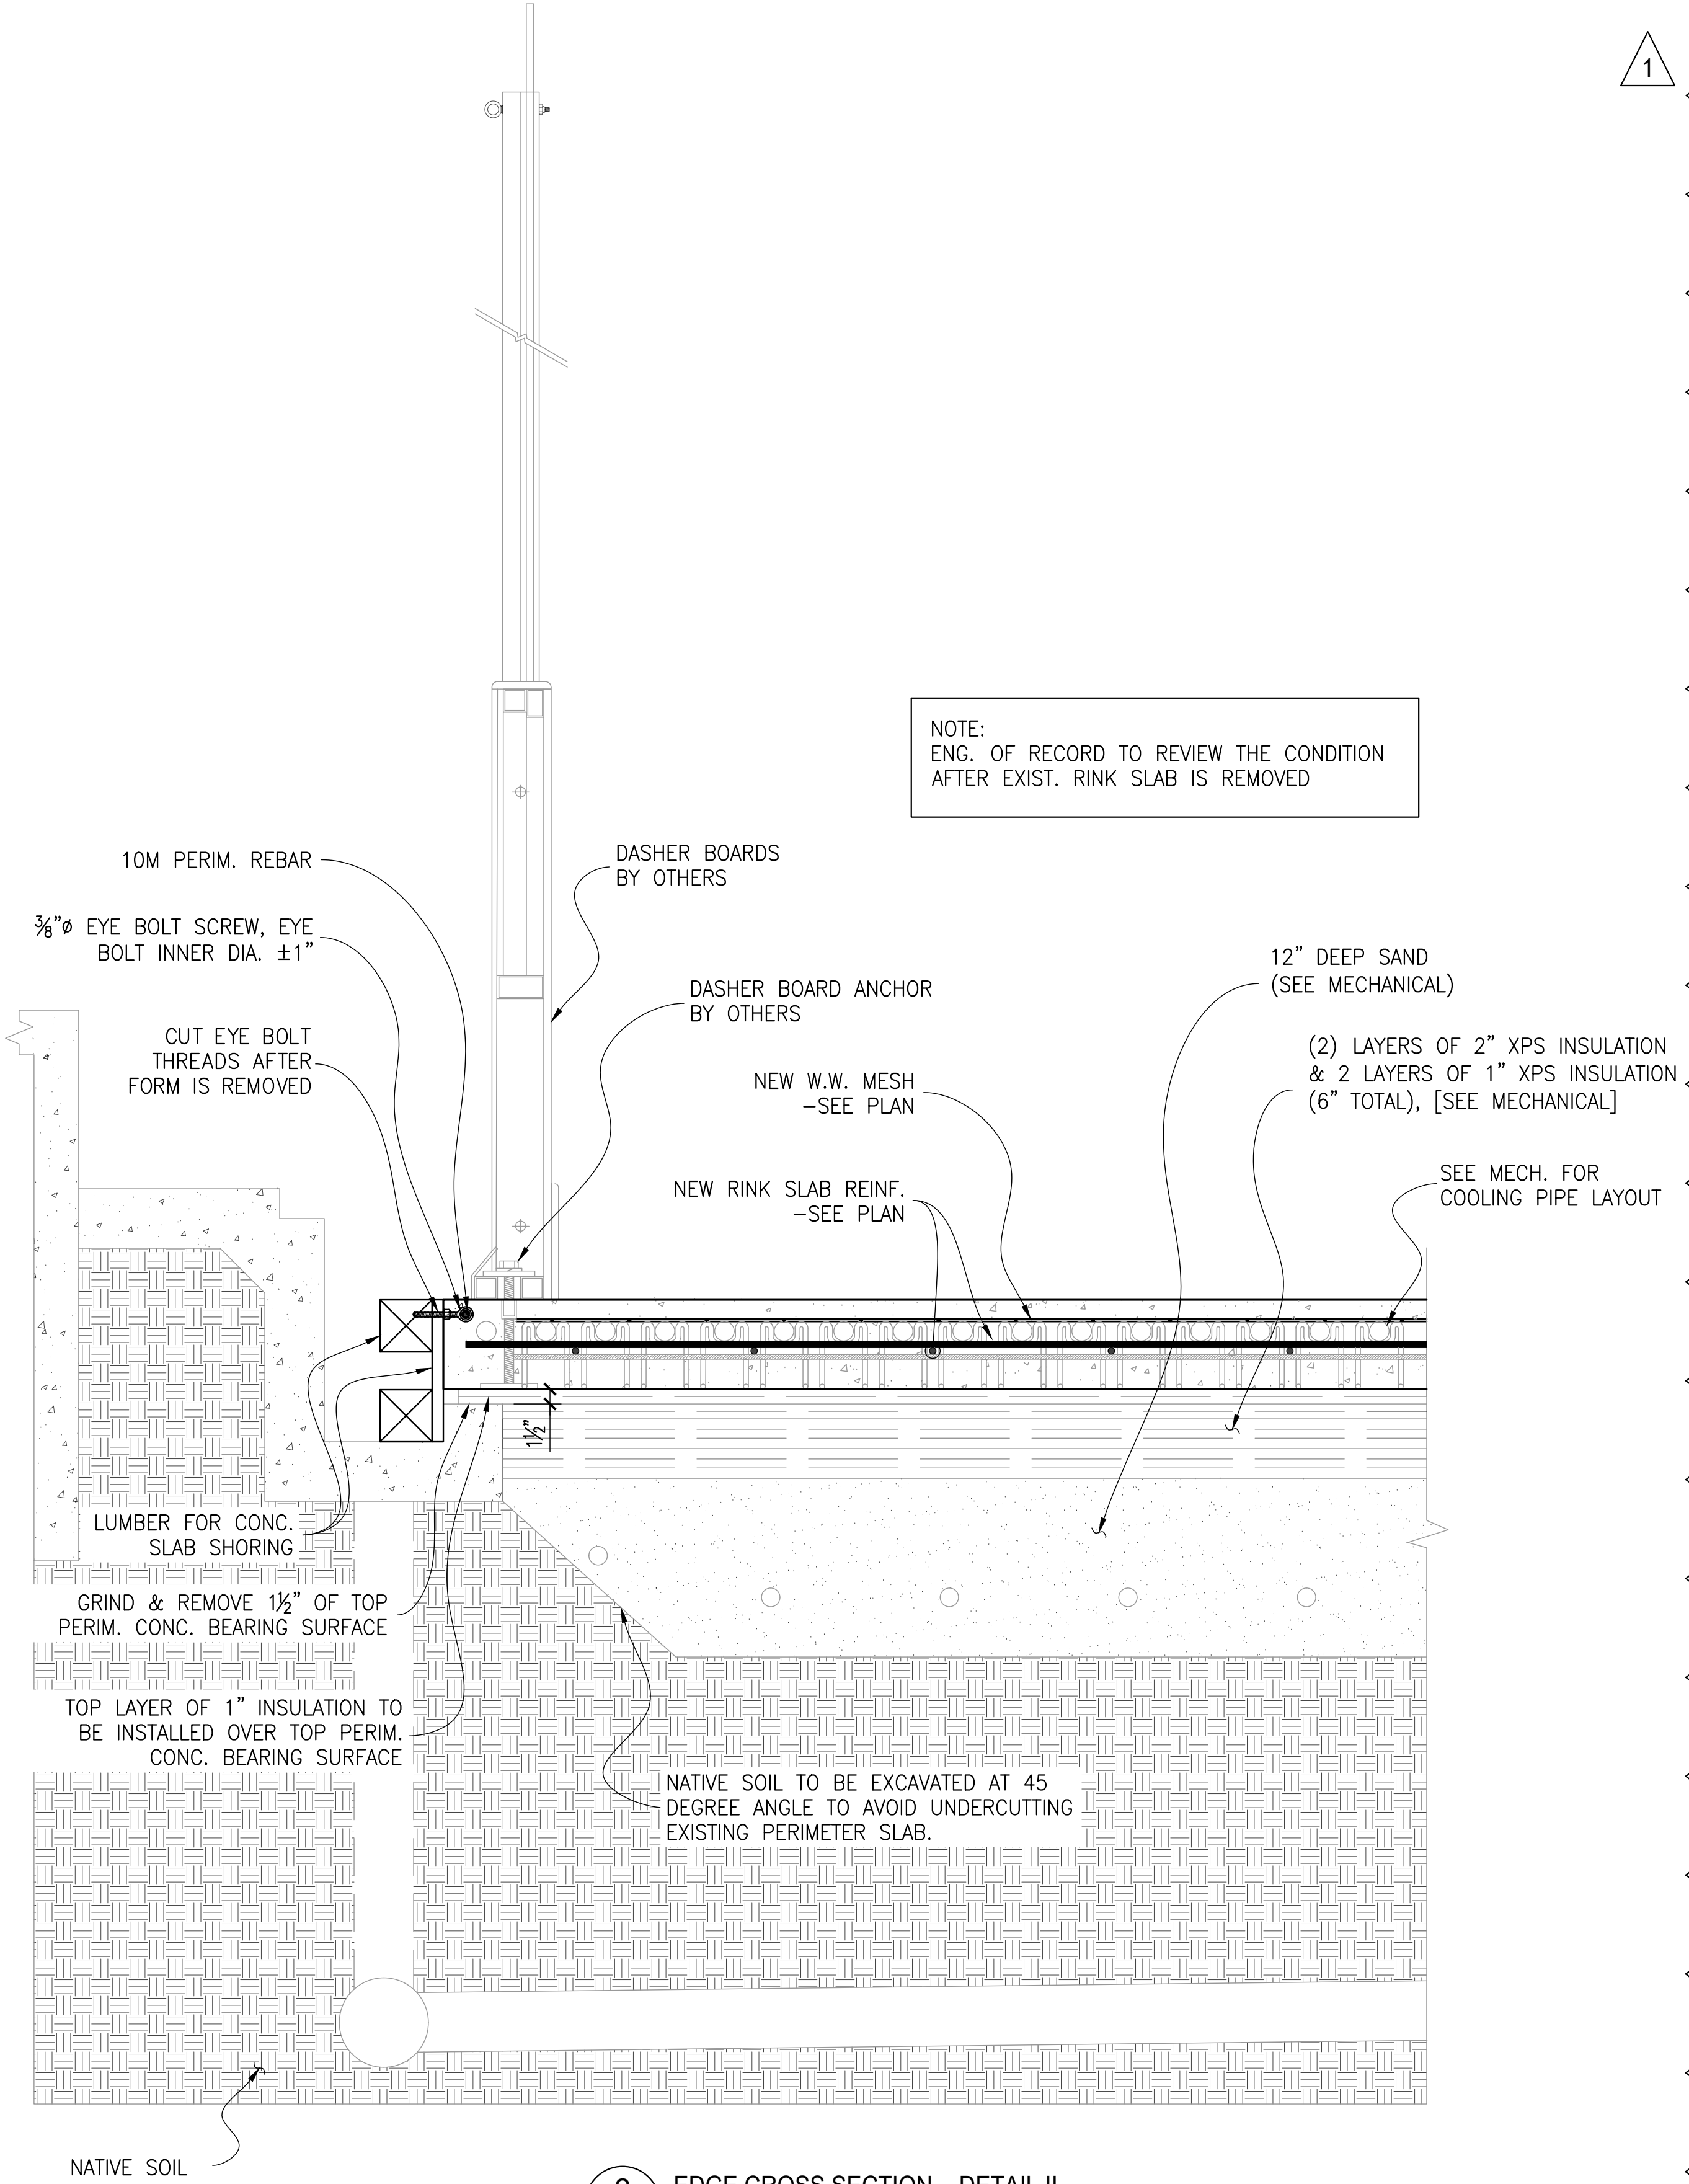 1
NOTE:
ENG. OF RECORD TO REVIEW THE CONDITION
AFTER EXIST. RINK SLAB IS REMOVED
10M PERIM. REBAR
⅜"ø EYE BOLT SCREW, EYE
BOLT INNER DIA. ±1"
CUT EYE BOLT
THREADS AFTER
FORM IS REMOVED
DASHER BOARDS
BY OTHERS
DASHER BOARD ANCHOR
BY OTHERS
NEW W.W. MESH
-SEE PLAN
NEW RINK SLAB REINF.
-SEE PLAN
12" DEEP SAND
(SEE MECHANICAL)
(2) LAYERS OF 2" XPS INSULATION
& 2 LAYERS OF 1" XPS INSULATION
(6" TOTAL), [SEE MECHANICAL]
SEE MECH. FOR
COOLING PIPE LAYOUT
1½"
LUMBER FOR CONC.
SLAB SHORING
GRIND & REMOVE 1½" OF TOP
PERIM. CONC. BEARING SURFACE
TOP LAYER OF 1" INSULATION TO
BE INSTALLED OVER TOP PERIM.
CONC. BEARING SURFACE
NATIVE SOIL TO BE EXCAVATED AT 45
DEGREE ANGLE TO AVOID UNDERCUTTING
EXISTING PERIMETER SLAB.
NATIVE SOIL
EDGE CROSS SECTION - DETAIL II